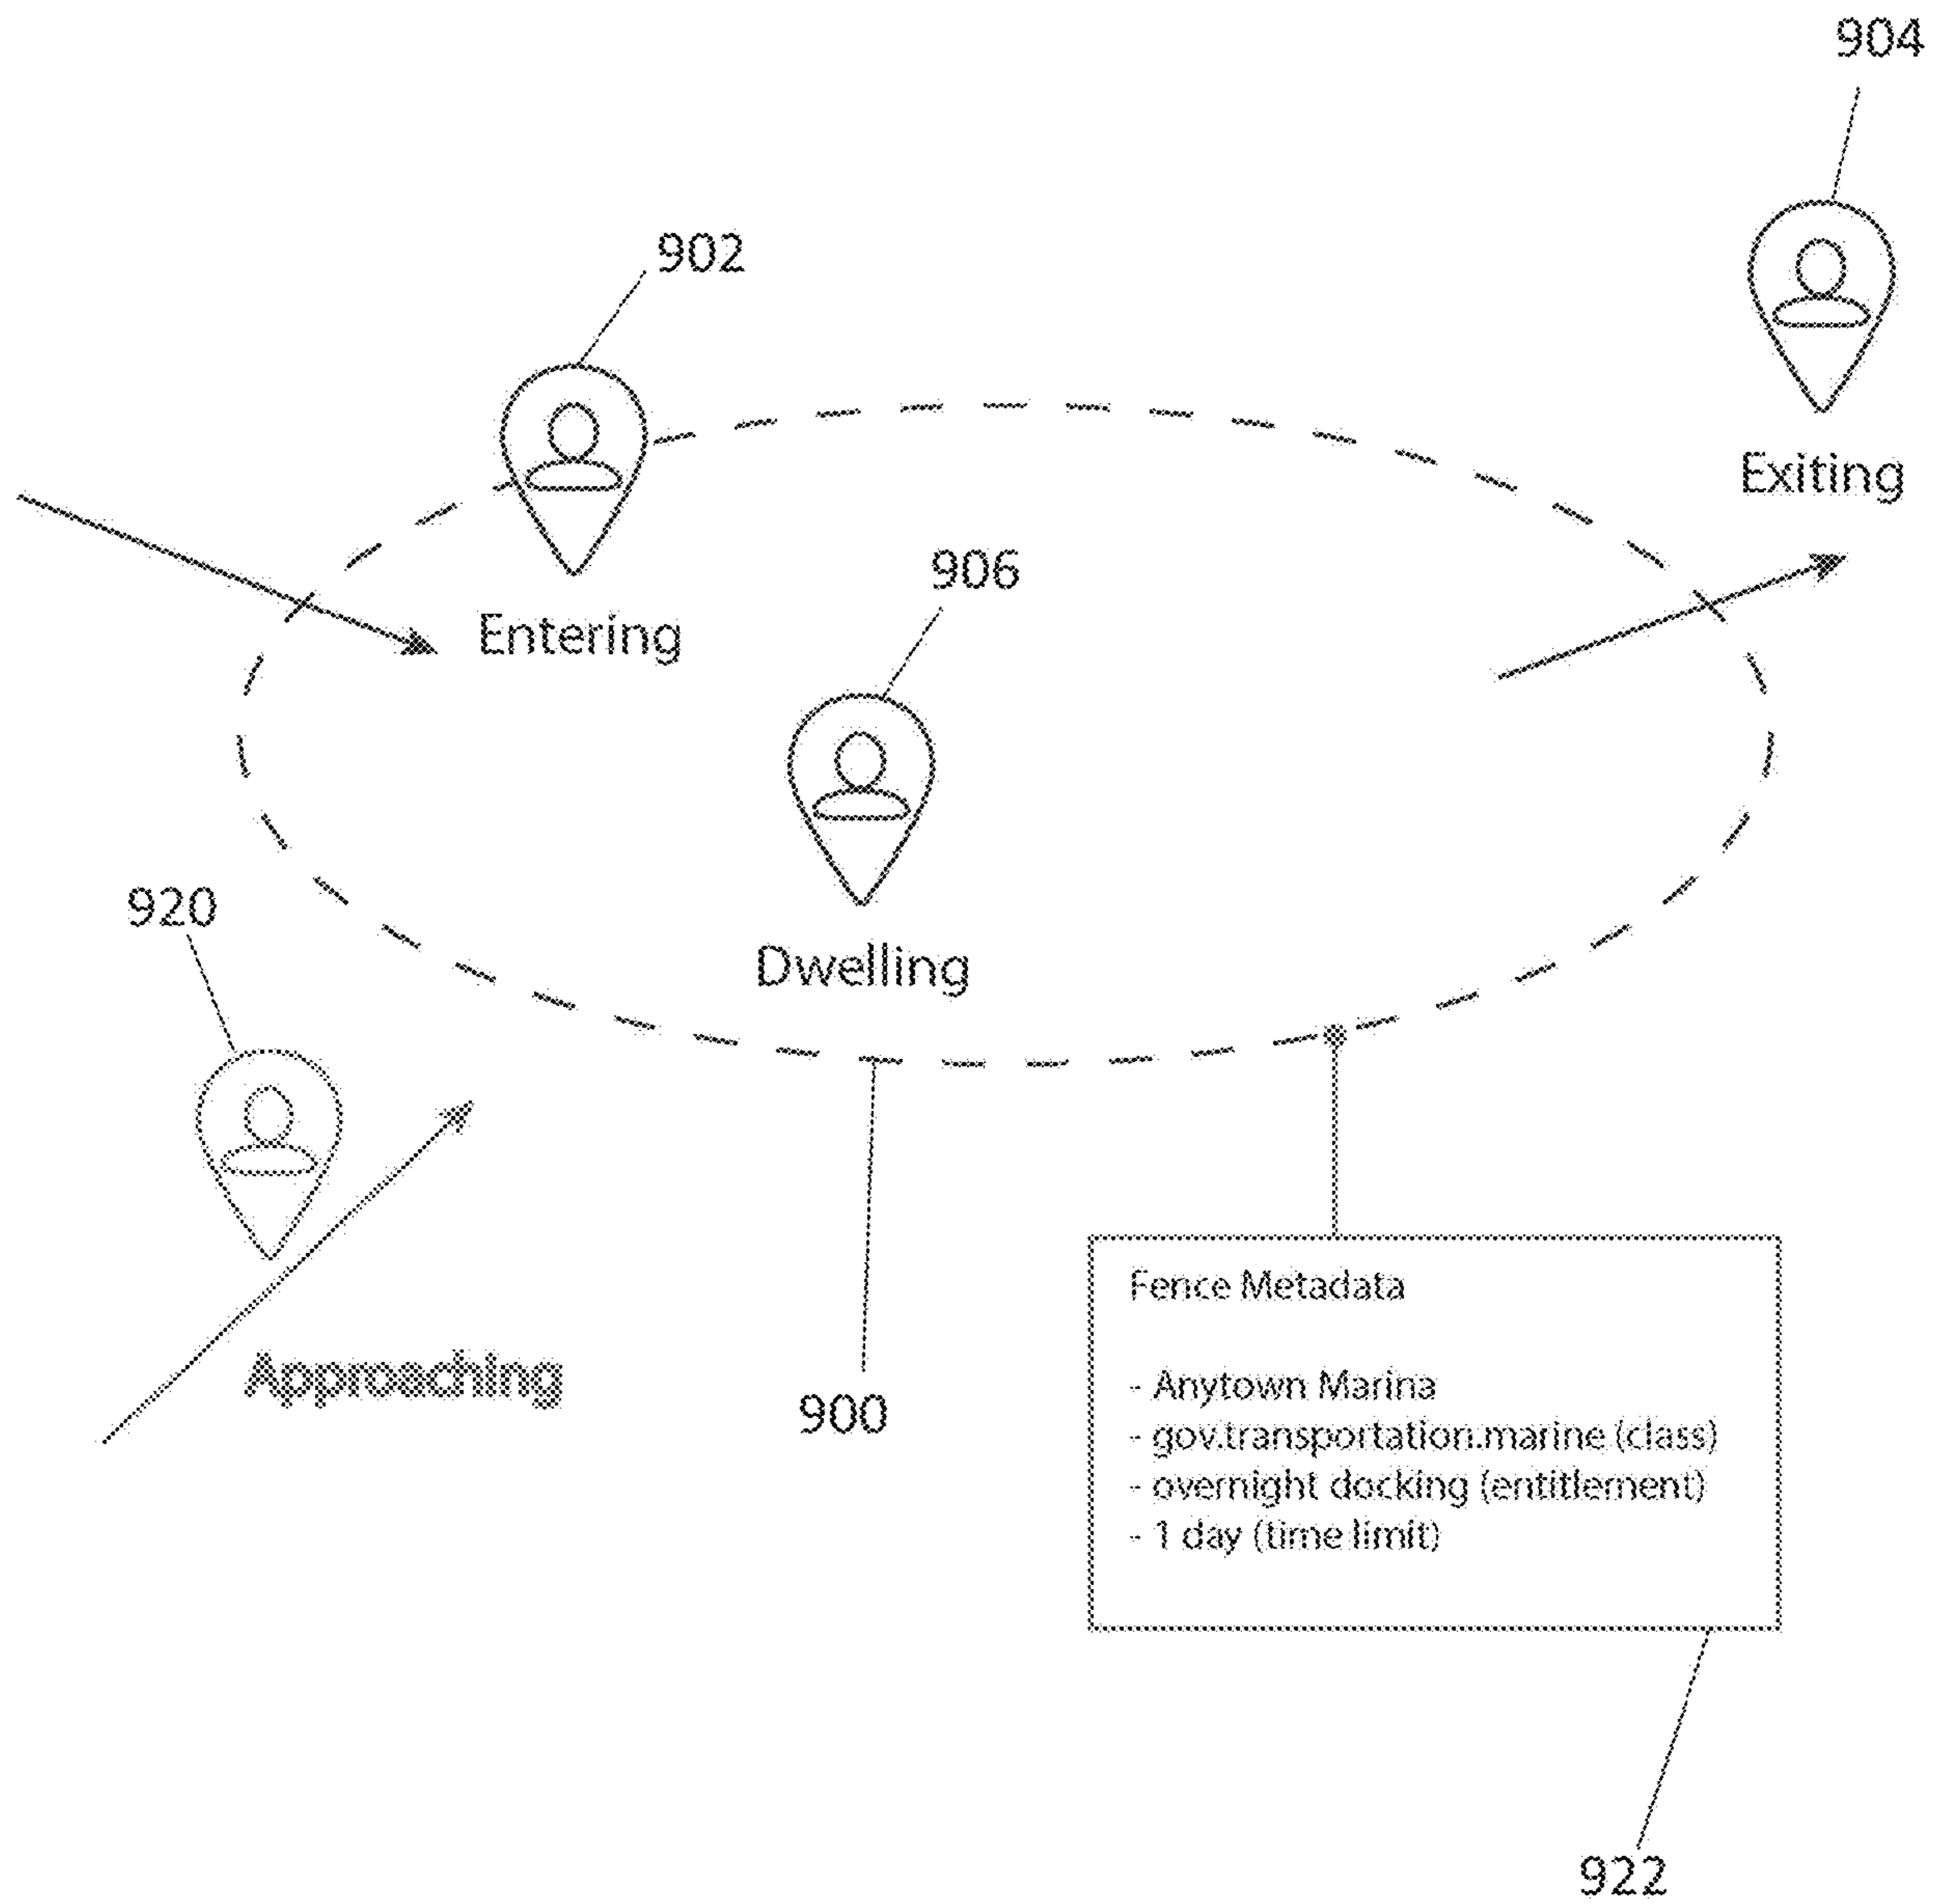 904
902
Exiting
906
Entering
920
Dwelling
Approaching
900
Fence Metadata
- Anytown Marina
- gov.transportation.marine (class)
- overnight docking (entitlement)
- 1 day (time limit)
922